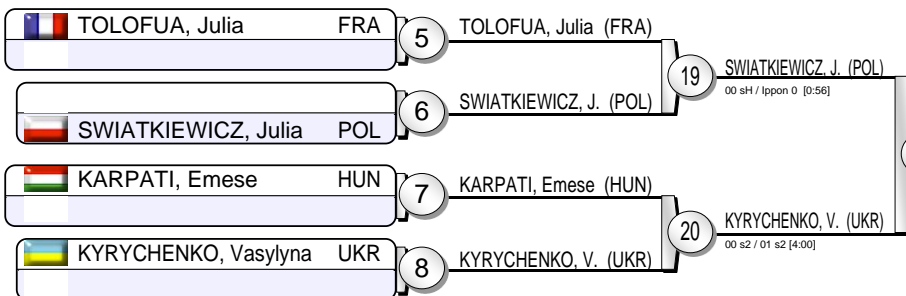 TOLOFUA, Julia FRA
5
TOLOFUA, Julia (FRA)
19
SWIATKIEWICZ, J. (POL)
00 sH / Ippon 0 [0:56]
6
SWIATKIEWICZ, J. (POL)
SWIATKIEWICZ, Julia POL
KARPATI, Emese HUN
7
KARPATI, Emese (HUN)
20
KYRYCHENKO, V. (UKR)
00 s2 / 01 s2 [4:00]
KYRYCHENKO, Vasylyna UKR
8
KYRYCHENKO, V. (UKR)